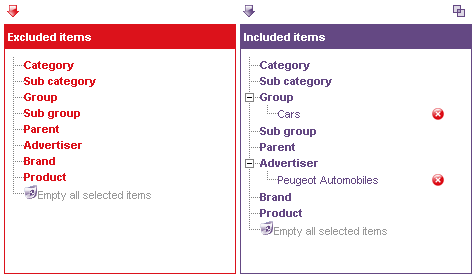 Excluded items
Category
Sub category
Group
Sub group
Parent
Advertiser
Brand
Product
Empty all selected items
Included items
Category
Sub category
Group
Cars
Sub group
Parent
Advertiser
Peugeot Automobiles
Brand
Product
Empty all selected items